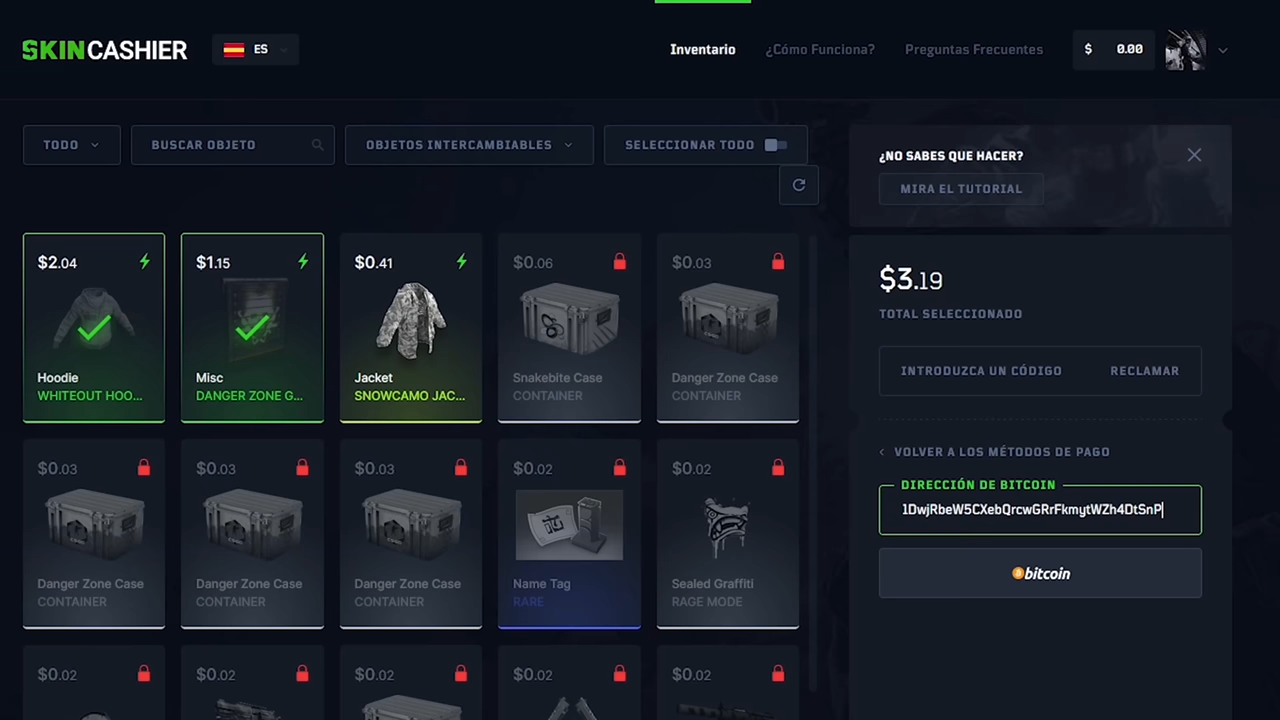 SKINCASHIER
ES
Inventario
¿Cómo Funciona?
Preguntas Frecuentes
$ 0.00
TODO
BUSCAR OBJETO
OBJETOS INTERCAMBIABLES
SELECCIONAR TODO
¿NO SABES QUE HACER?
MIRA EL TUTORIAL
$2.04
Hoodie
WHITEOUT HOO...
$1.15
Misc
DANGER ZONE G...
$0.41
Jacket
SNOWCAMO JAC...
$0.06
Snakebite Case
CONTAINER
$0.03
Danger Zone Case
CONTAINER
$0.03
Danger Zone Case
CONTAINER
$0.03
Danger Zone Case
CONTAINER
$0.03
Danger Zone Case
CONTAINER
$0.02
Name Tag
RARE
$0.02
Sealed Graffiti
RAGE MODE
$0.02
$0.02
$0.02
$0.02
$0.02
$3.19
TOTAL SELECCIONADO
INTRODUZCA UN CÓDIGO
RECLAMAR
VOLVER A LOS MÉTODOS DE PAGO
DIRECCIÓN DE BITCOIN
1DwjRbeW5CXebQrcwGRrFkmytWZh4DtSnP
bitcoin